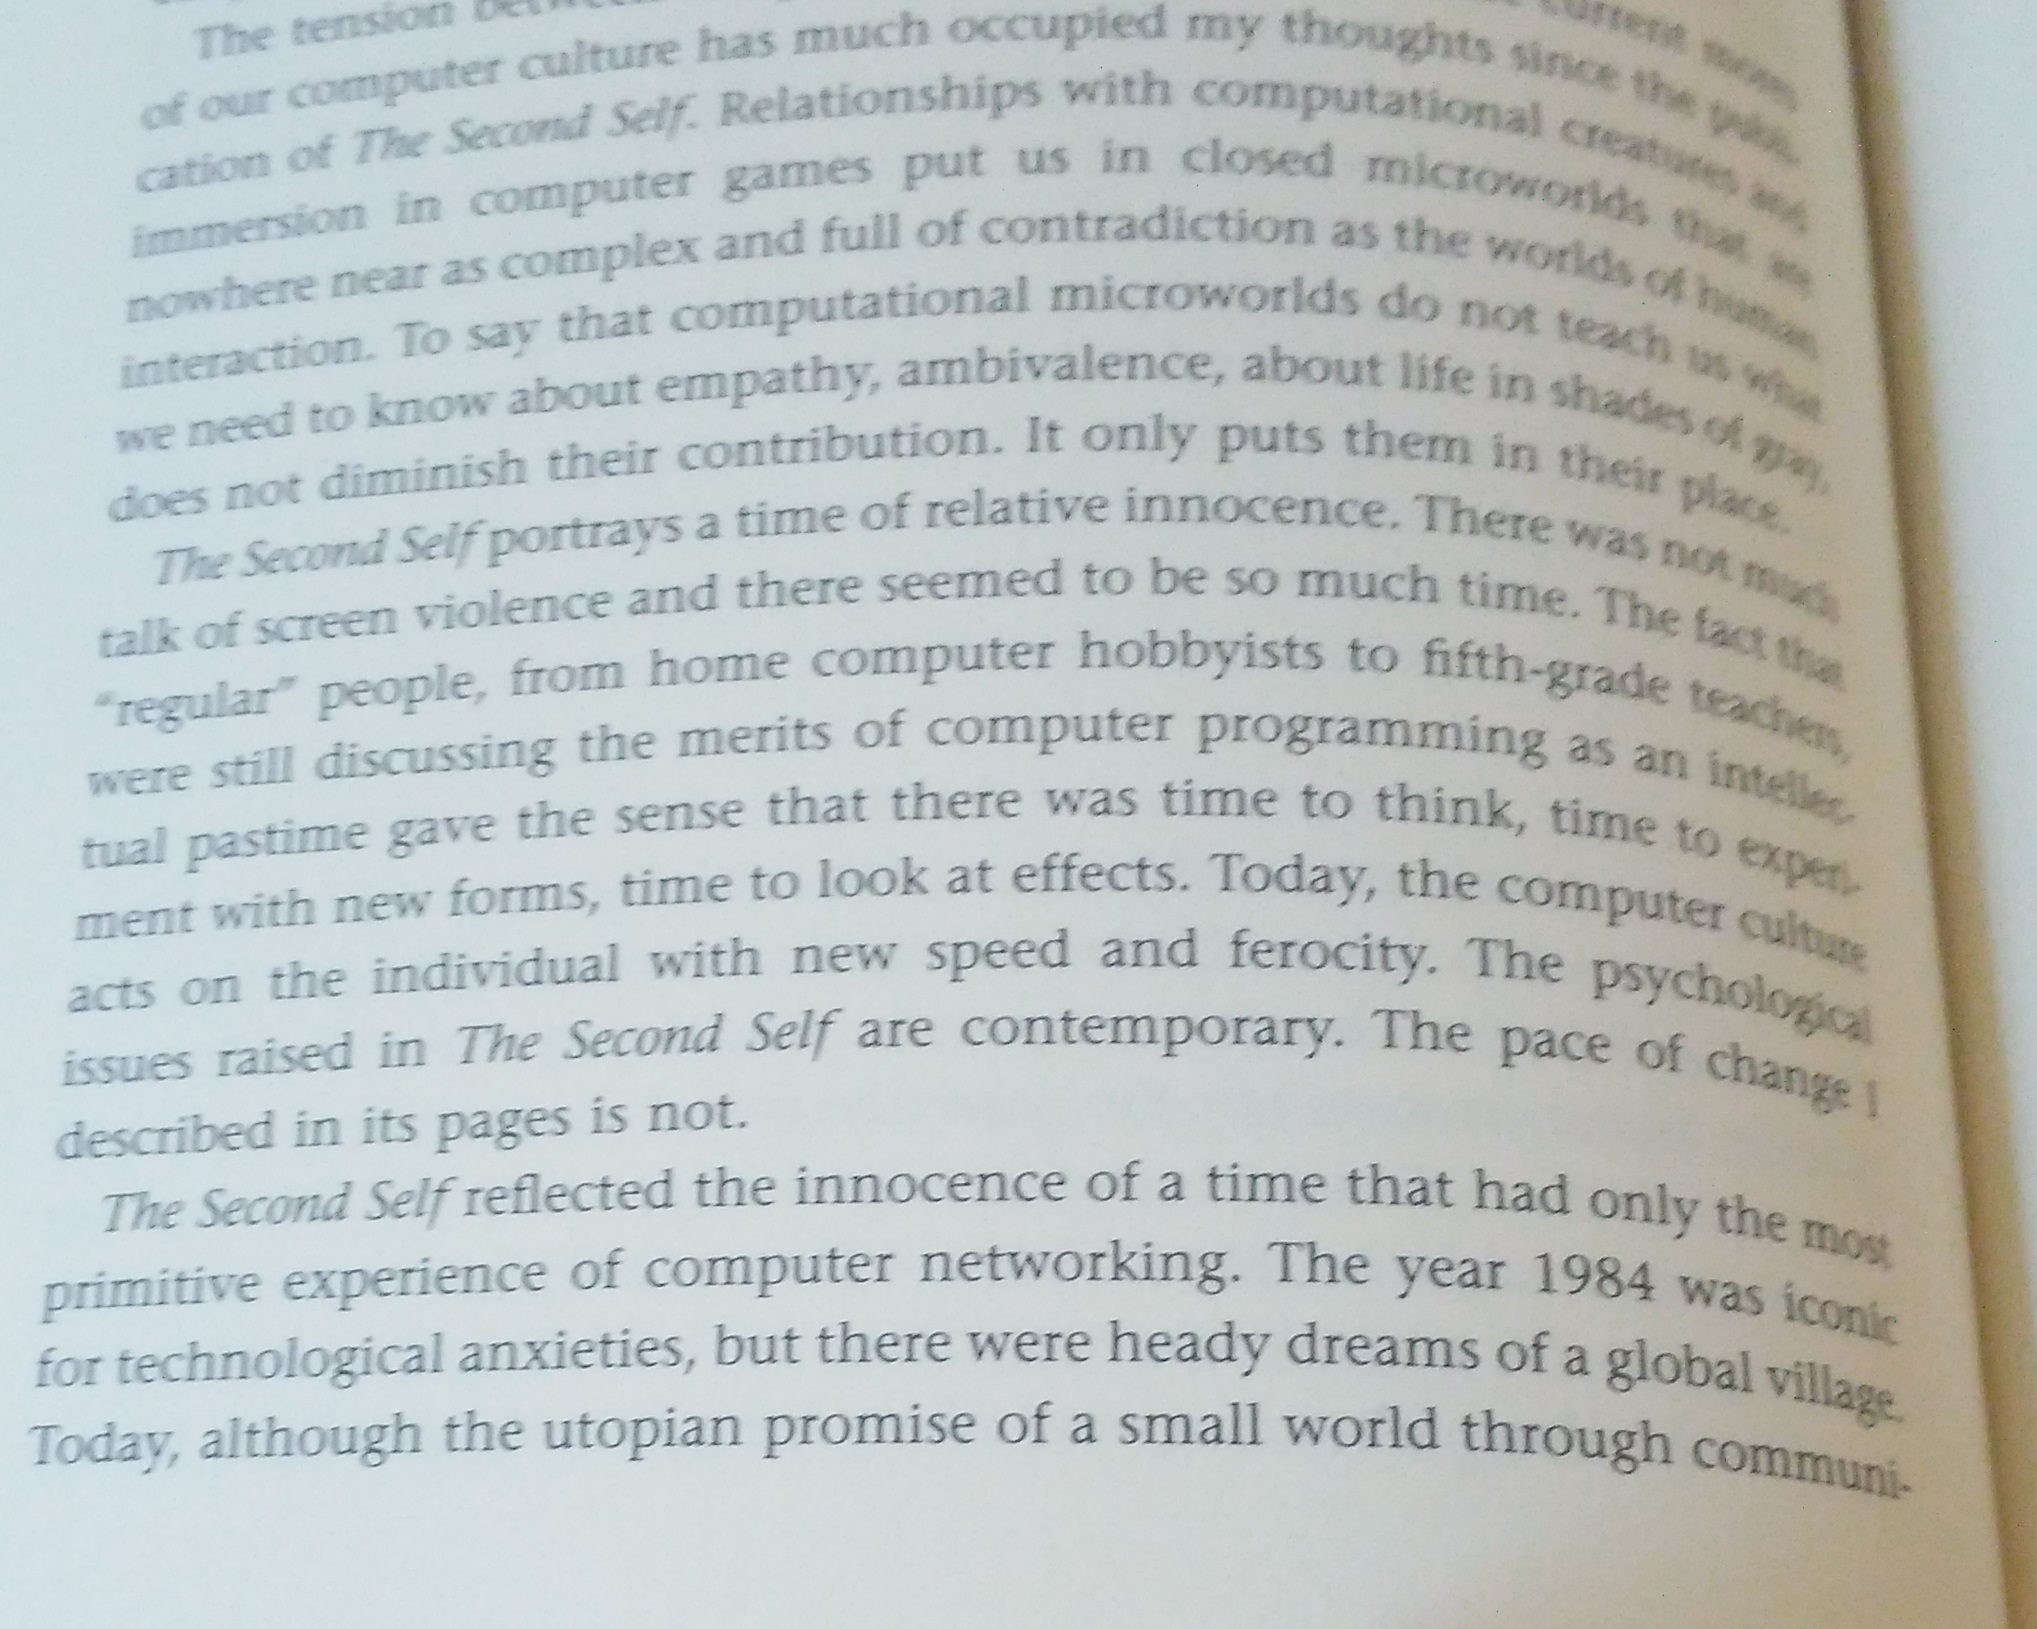 The tension
of our computer culture has much occupied my thoughts since the publi-
cation of The Second Self. Relationships with computational creatures and
immersion in computer games put us in closed microworlds that are
nowhere near as complex and full of contradiction as the worlds of human
interaction. To say that computational microworlds do not teach us what
we need to know about empathy, ambivalence, about life in shades of gray,
does not diminish their contribution. It only puts them in their place.
The Second Self portrays a time of relative innocence. There was not much
talk of screen violence and there seemed to be so much time. The fact that
“regular” people, from home computer hobbyists to fifth-grade teachers,
were still discussing the merits of computer programming as an intellec-
tual pastime gave the sense that there was time to think, time to experi-
ment with new forms, time to look at effects. Today, the computer culture
acts on the individual with new speed and ferocity. The psychological
issues raised in The Second Self are contemporary. The pace of change I
described in its pages is not.
The Second Self reflected the innocence of a time that had only the most
primitive experience of computer networking. The year 1984 was iconic
for technological anxieties, but there were heady dreams of a global village.
Today, although the utopian promise of a small world through communi-